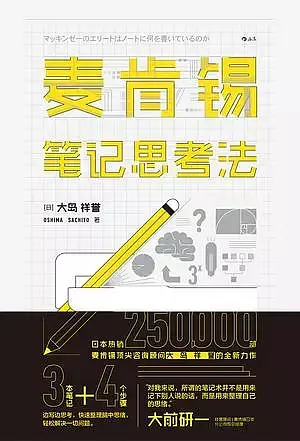 マッキンゼーのエリートはノートに何を書いているのか
麦肯锡
笔记思考法
[日] 大岛 祥誉
OSHIMA SACHIYO 著
?
3ˣ
日本热销 250,000 部
麦肯锡顶尖咨询顾问大岛祥誉的全新力作
3本笔记+4个步骤
边写边思考,快速整理脑中思绪,
轻松解决一切问题。
“对我来说,所谓的笔记术并不是用来
记下别人说的话,而是用来整理自己
的思绪。”
大前研一